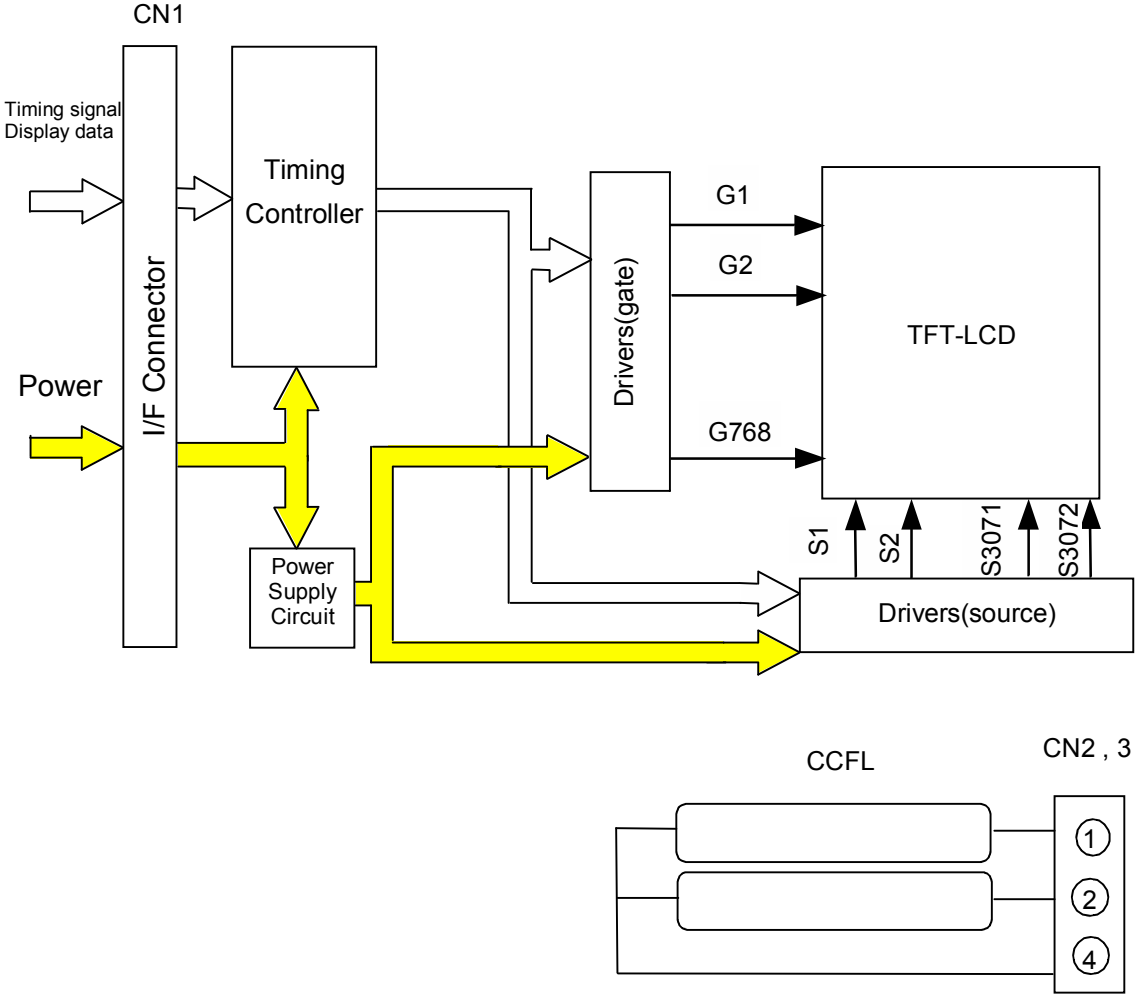 CN1
Timing signal
Display data
Power
I/F Connector
Timing
Controller
Power
Supply
Circuit
Drivers(gate)
G1
G2
G768
TFT-LCD
S1
S2
S3071
S3072
Drivers(source)
CCFL
CN2 , 3
1
2
4